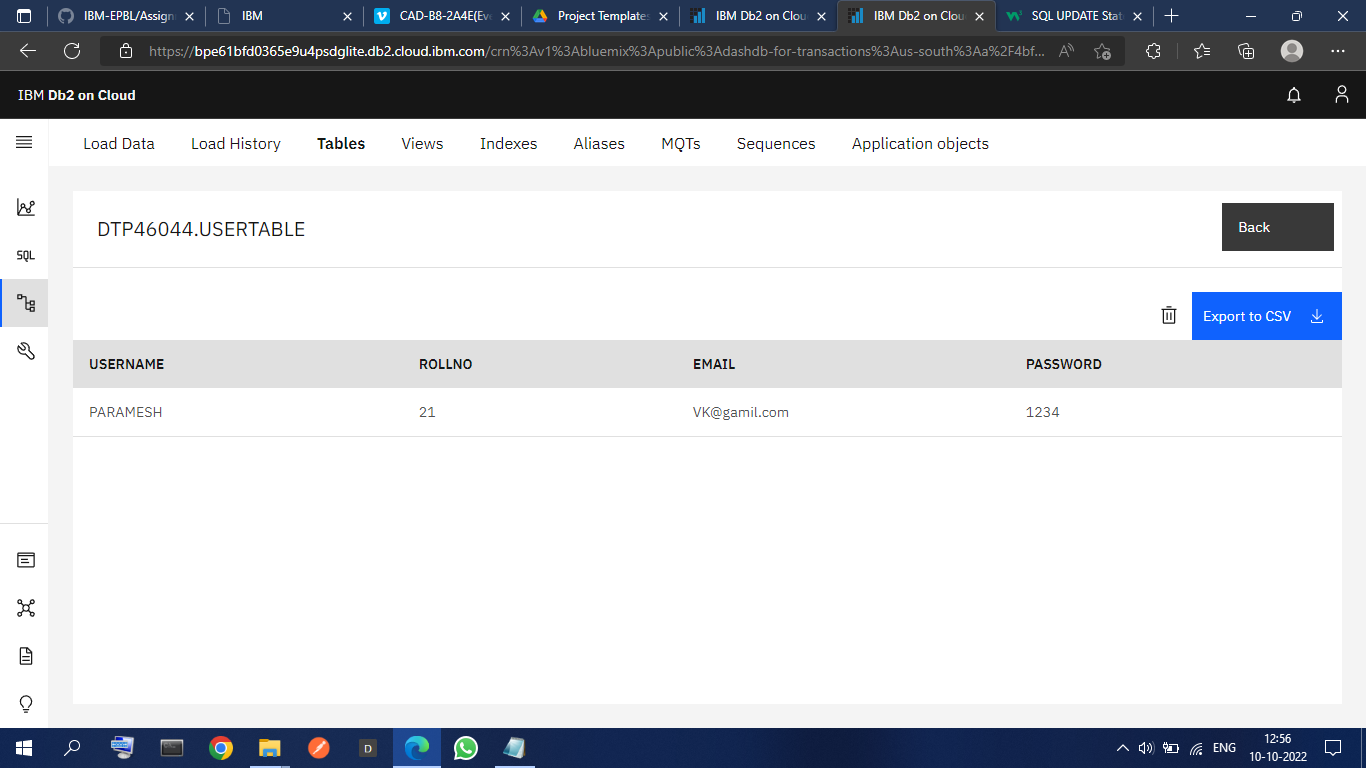 IBM-EPBL/Assign
IBM
CAD-B8-2A4E(Eve
Project Templates
IBM Db2 on Clou
IBM Db2 on Clou
SQL UPDATE Stat
https://bpe61bfd0365e9u4psdglite.db2.cloud.ibm.com/crn%3Av1%3Abluemix%3Apublic%3Adashdb-for-transactions%3Aus-south%3Aa%2F4bf...
IBM Db2 on Cloud
Load Data
Load History
Tables
Views
Indexes
Aliases
MQTs
Sequences
Application objects
SQL
DTP46044.USERTABLE
Back
Export to CSV
USERNAME ROLLNO EMAIL PASSWORD
PARAMESH 21 VK@gamil.com 1234
D
ENG
12:56
10-10-2022